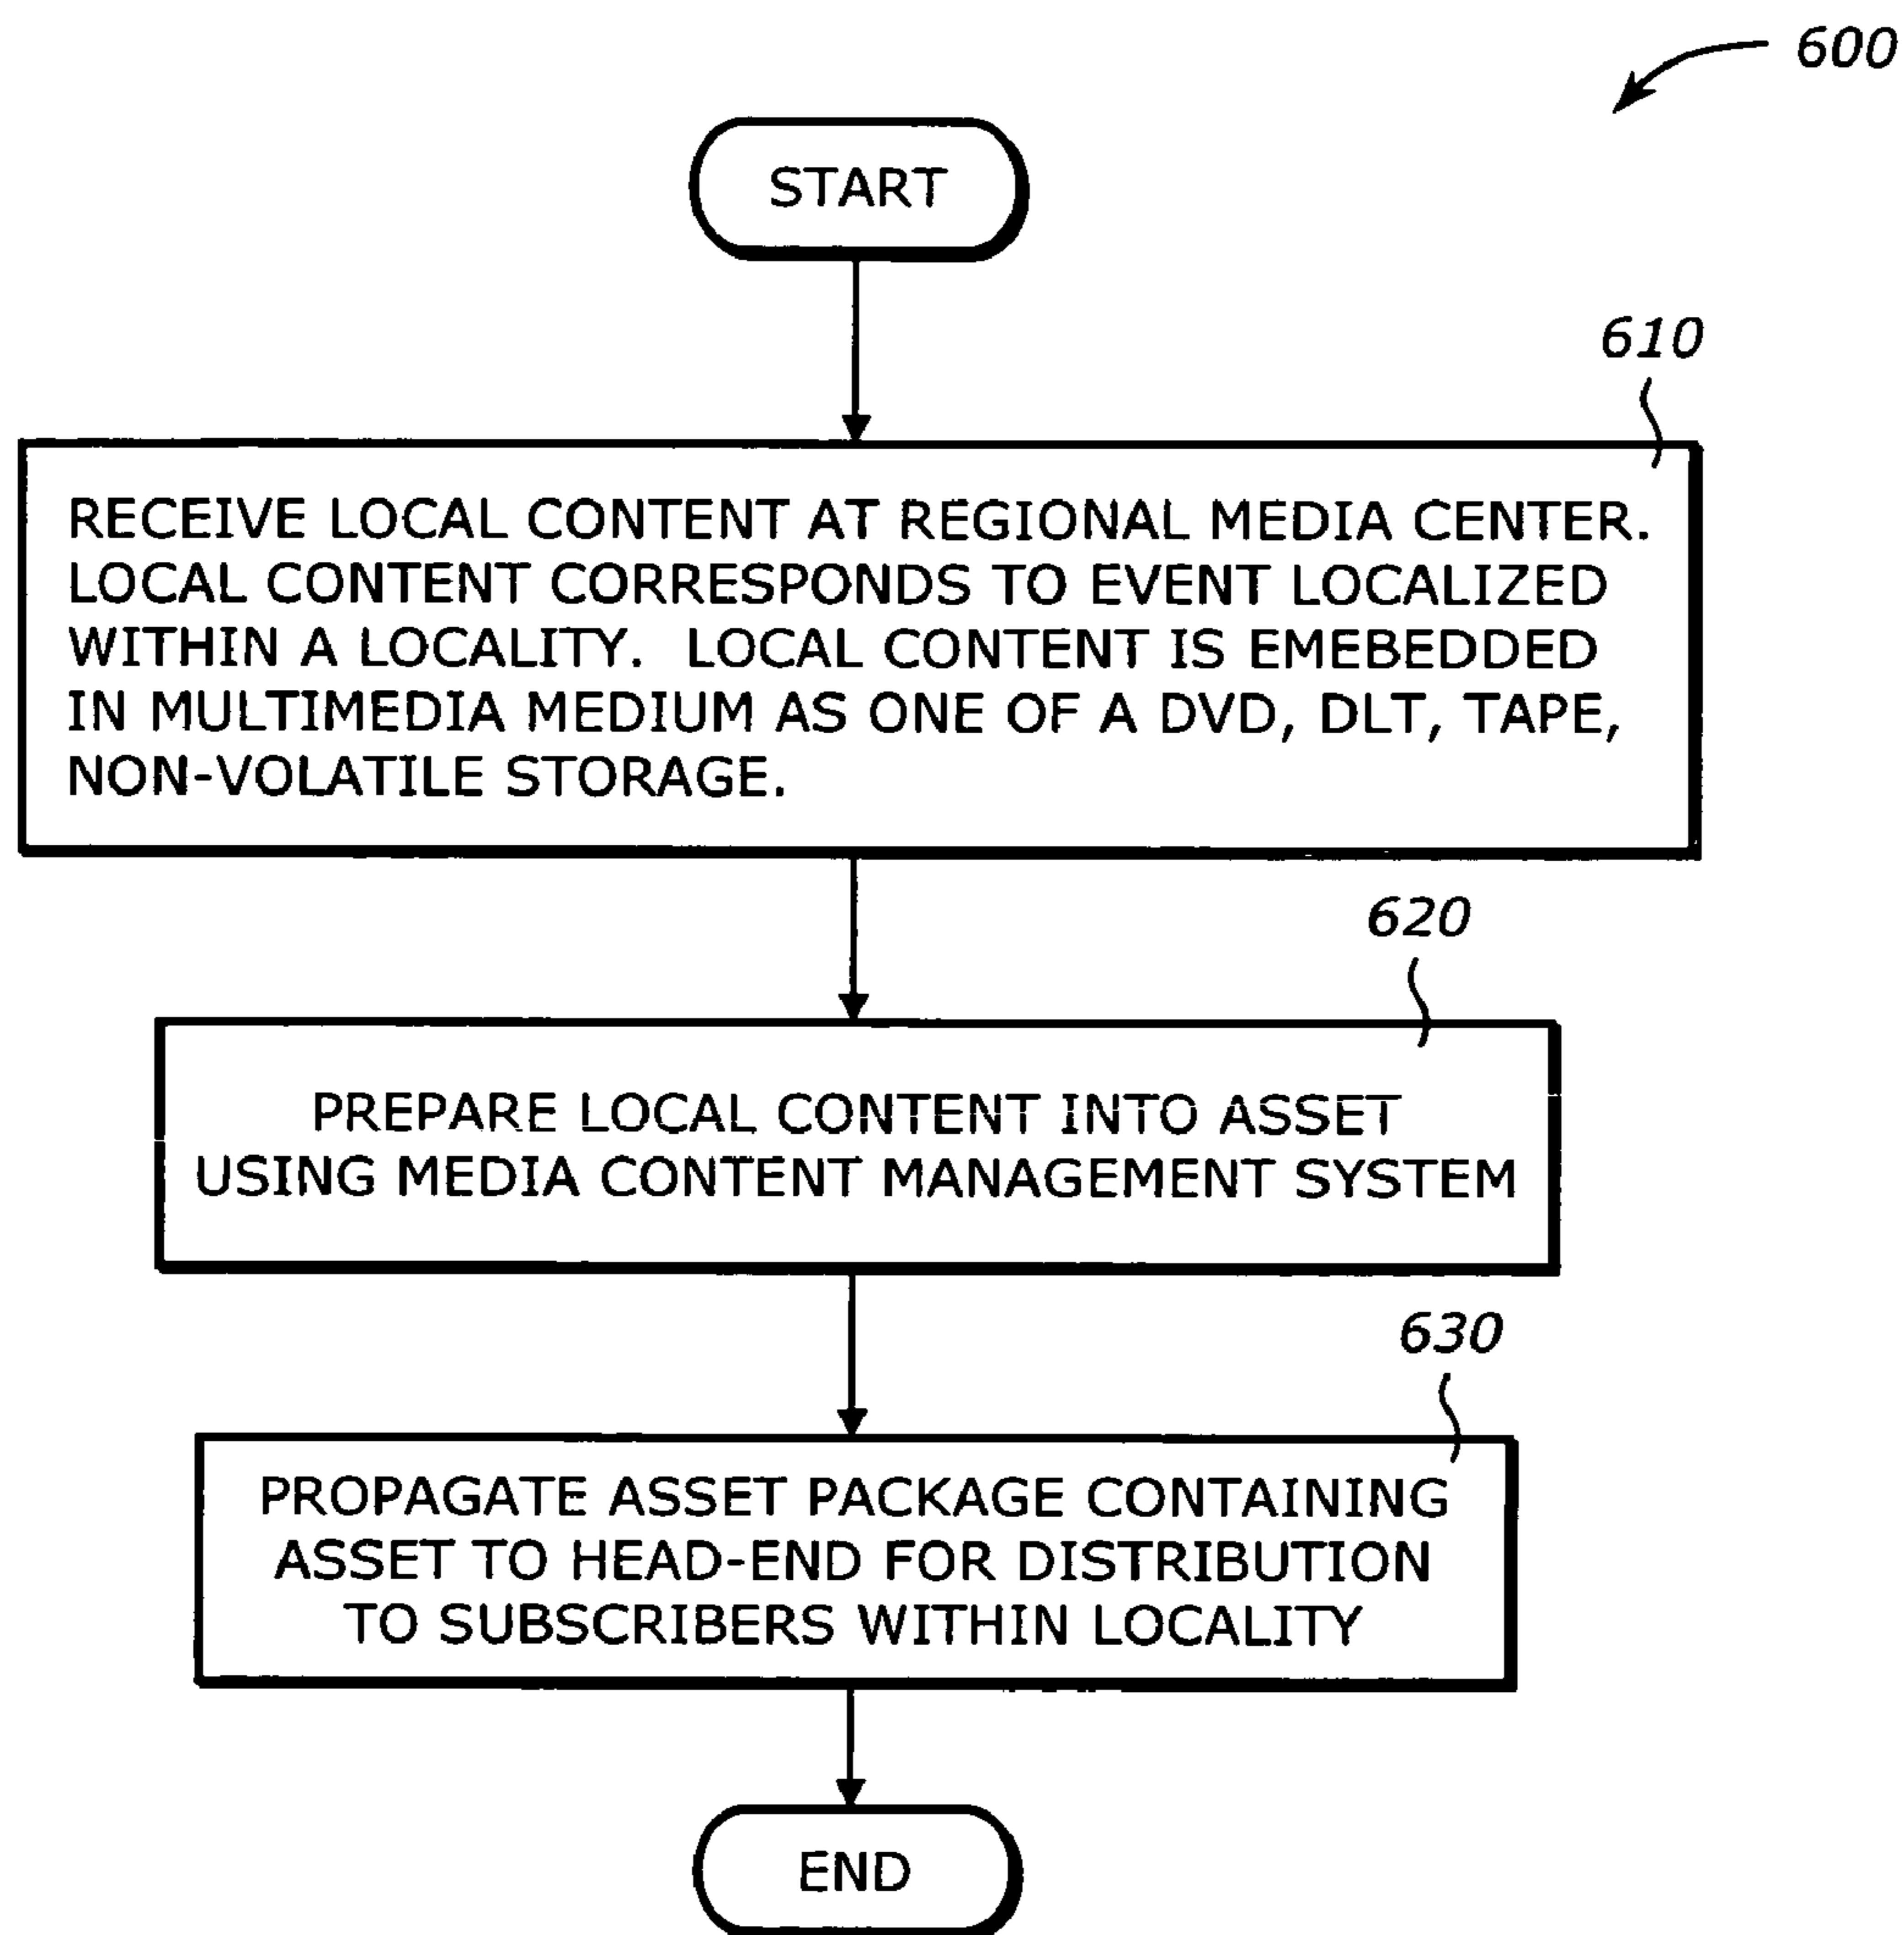 600
START
610
RECEIVE LOCAL CONTENT AT REGIONAL MEDIA CENTER.
LOCAL CONTENT CORRESPONDS TO EVENT LOCALIZED
WITHIN A LOCALITY. LOCAL CONTENT IS EMEBEDDED
IN MULTIMEDIA MEDIUM AS ONE OF A DVD, DLT, TAPE,
NON-VOLATILE STORAGE.
620
PREPARE LOCAL CONTENT INTO ASSET
USING MEDIA CONTENT MANAGEMENT SYSTEM
630
PROPAGATE ASSET PACKAGE CONTAINING
ASSET TO HEAD-END FOR DISTRIBUTION
TO SUBSCRIBERS WITHIN LOCALITY
END